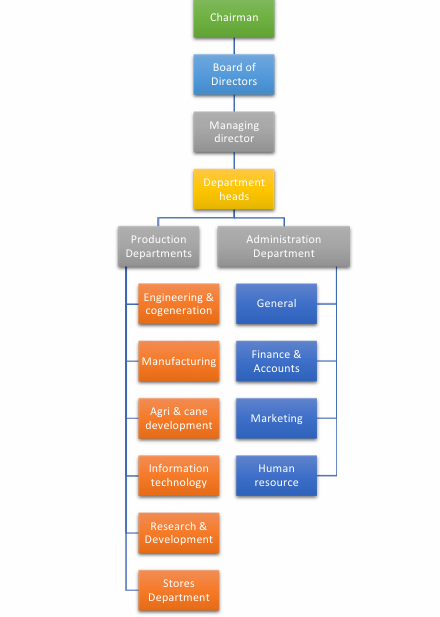 Chairman
Board of
Directors
Managing
director
Department
heads
Production
Departments
Administration
Department
Engineering &
cogeneration
Manufacturing
Agri & cane
development
Information
technology
Research &
Development
Stores
Department
General
Finance &
Accounts
Marketing
Human
resource